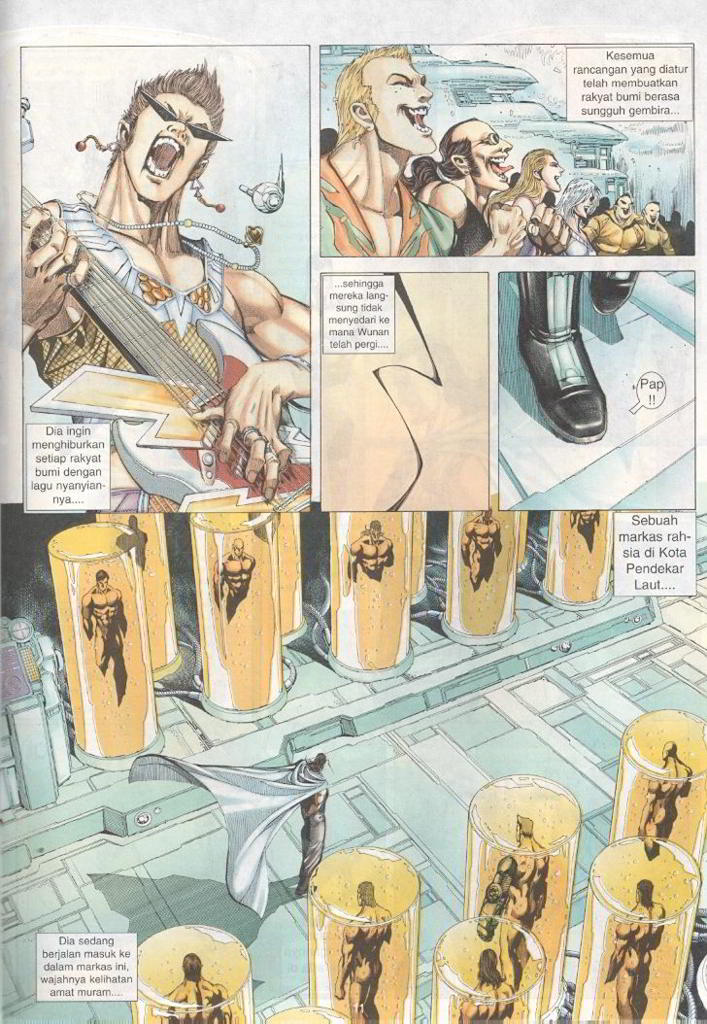 Dia ingin
menghiburkan
setiap rakyat
bumi dengan
lagu nyanyian-
nya....
Kesemua
rancangan yang diatur
telah membuatkan
rakyat bumi berasa
sungguh gembira...
...sehingga
mereka lang-
sung tidak
menyedari ke
mana Wunan
telah pergi....
Pap
!!
Sebuah
markas rah-
sia di Kota
Pendekar
Laut....
Dia sedang
berjalan masuk ke
dalam markas ini,
wajahnya kelihatan
amat muram....
11